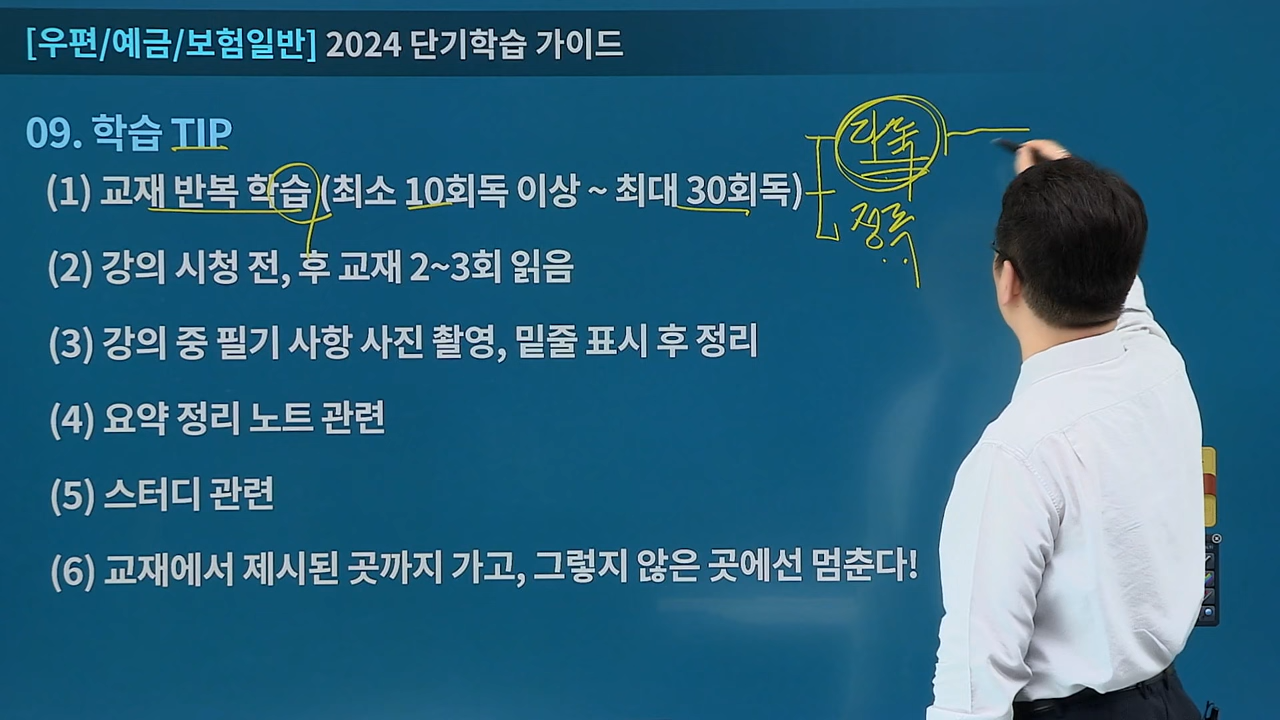 [우편/예금/보험일반] 2024 단기학습 가이드
09. 학습 TIP
(1) 교재 반복 학습 (최소 10회독 이상 ~ 최대 30회독)
다독
정독
(2) 강의 시청 전, 후 교재 2~3회 읽음
(3) 강의 중 필기 사항 사진 촬영, 밑줄 표시 후 정리
(4) 요약 정리 노트 관련
(5) 스터디 관련
(6) 교재에서 제시된 곳까지 가고, 그렇지 않은 곳에선 멈춘다!